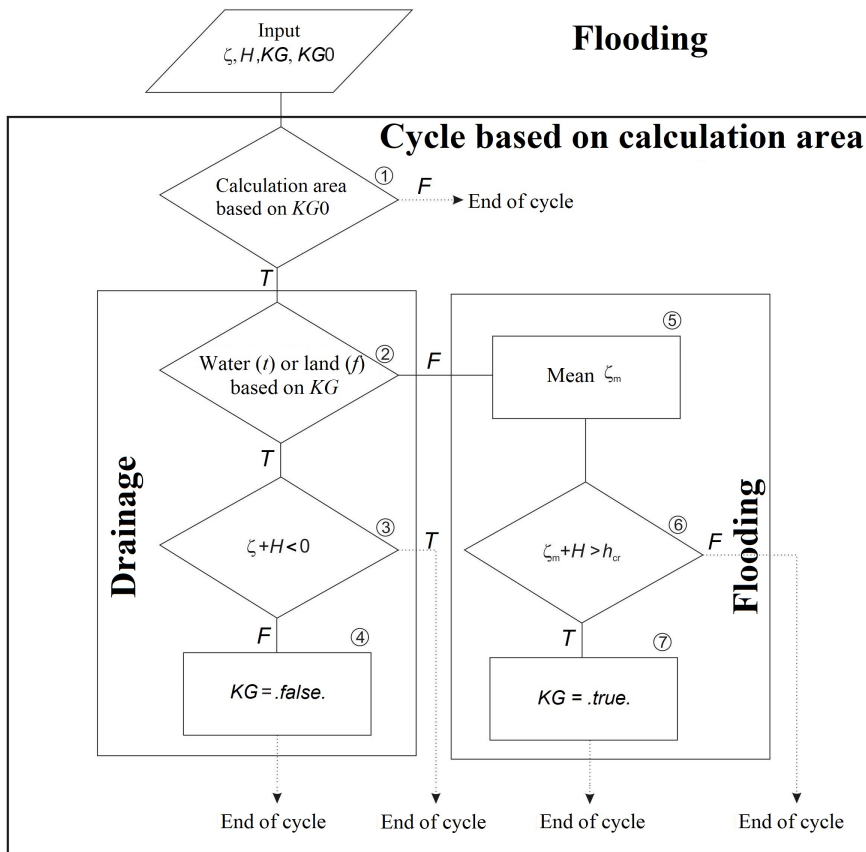 Input
ζ, H, KG, KG0
Flooding
Cycle based on calculation area
①
Calculation area
based on KG0
F
End of cycle
T
②
Water (t) or land (f)
based on KG
F
⑤
Mean ζm
T
Drainage
③
ζ+H<0
T
⑥
ζm+H>hcr
F
Flooding
F
④
KG=.false.
T
⑦
KG = .true.
End of cycle
End of cycle
End of cycle
End of cycle